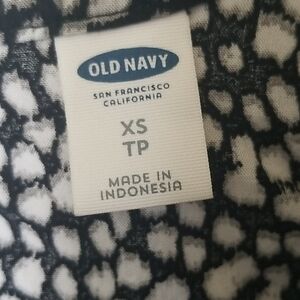 OLD NAVY
SAN FRANCISCO
CALIFORNIA
XS
TP
MADE IN
INDONESIA